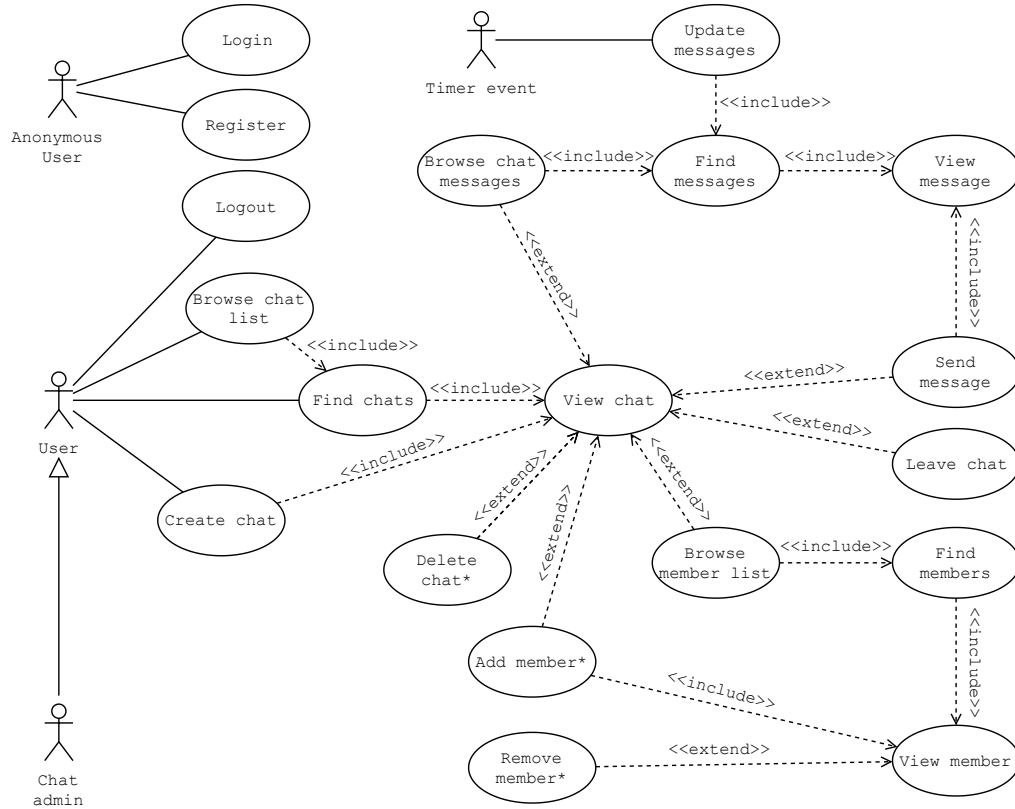 Login
Update
messages
Timer event
<<include>>
Anonymous
User
Register
Browse chat
messages
<<include>>
Find
messages
<<include>>
View
message
Logout
<<extend>>
<<include>>
Browse chat
list
<<include>>
Send
message
<<extend>>
User
Find chats
<<include>>
View chat
<<extend>>
Leave chat
<<include>>
Create chat
<<extend>>
<<extend>>
<<extend>>
Delete
chat*
Browse
member list
<<include>>
Find
members
Add member*
<<include>>
<<include>>
Remove
member*
<<extend>>
View member
Chat
admin